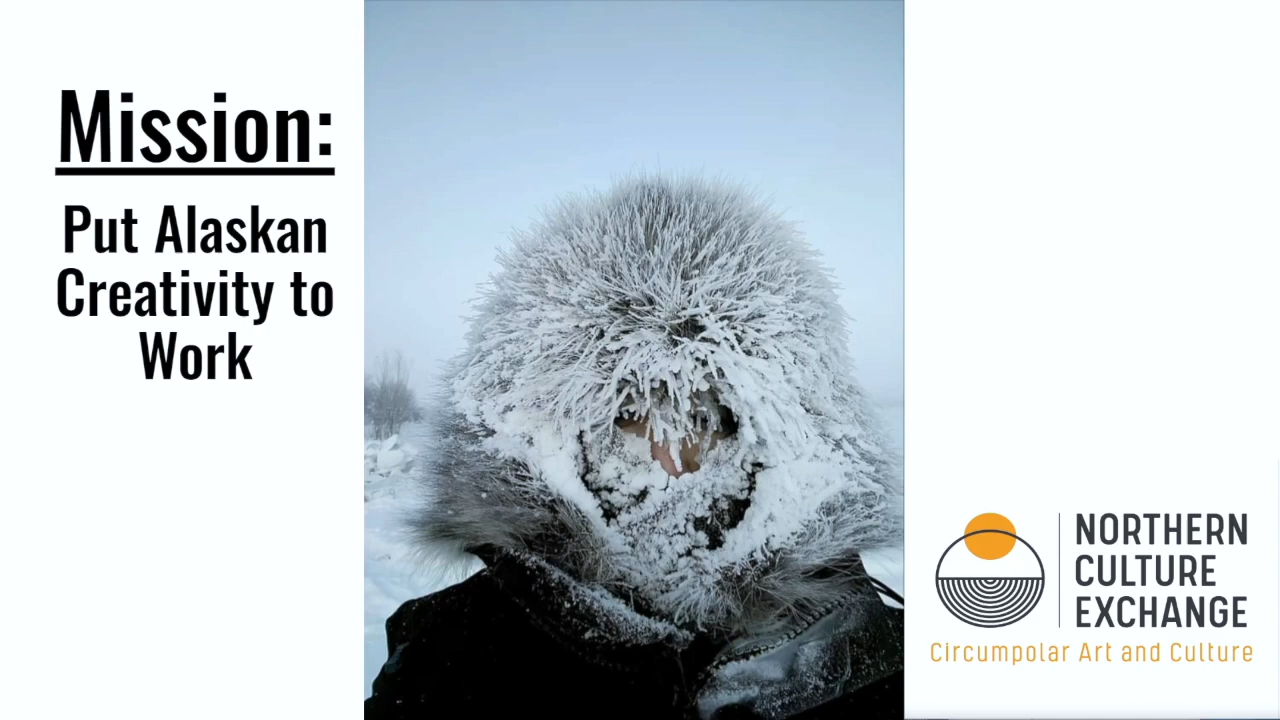 Mission:
Put Alaskan
Creativity to
Work
NORTHERN
CULTURE
EXCHANGE
Circumpolar Art and Culture